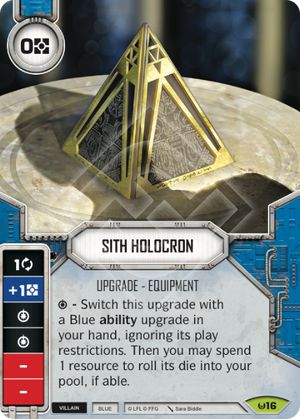 0
SITH HOLOCRON
UPGRADE - EQUIPMENT
1
+1
- Switch this upgrade with
a Blue ability upgrade in
your hand, ignoring its play
restrictions. Then you may spend
1 resource to roll its die into your
pool, if able.
-
-
VILLAIN
BLUE
© LFL © FFG
Sara Biddle
16